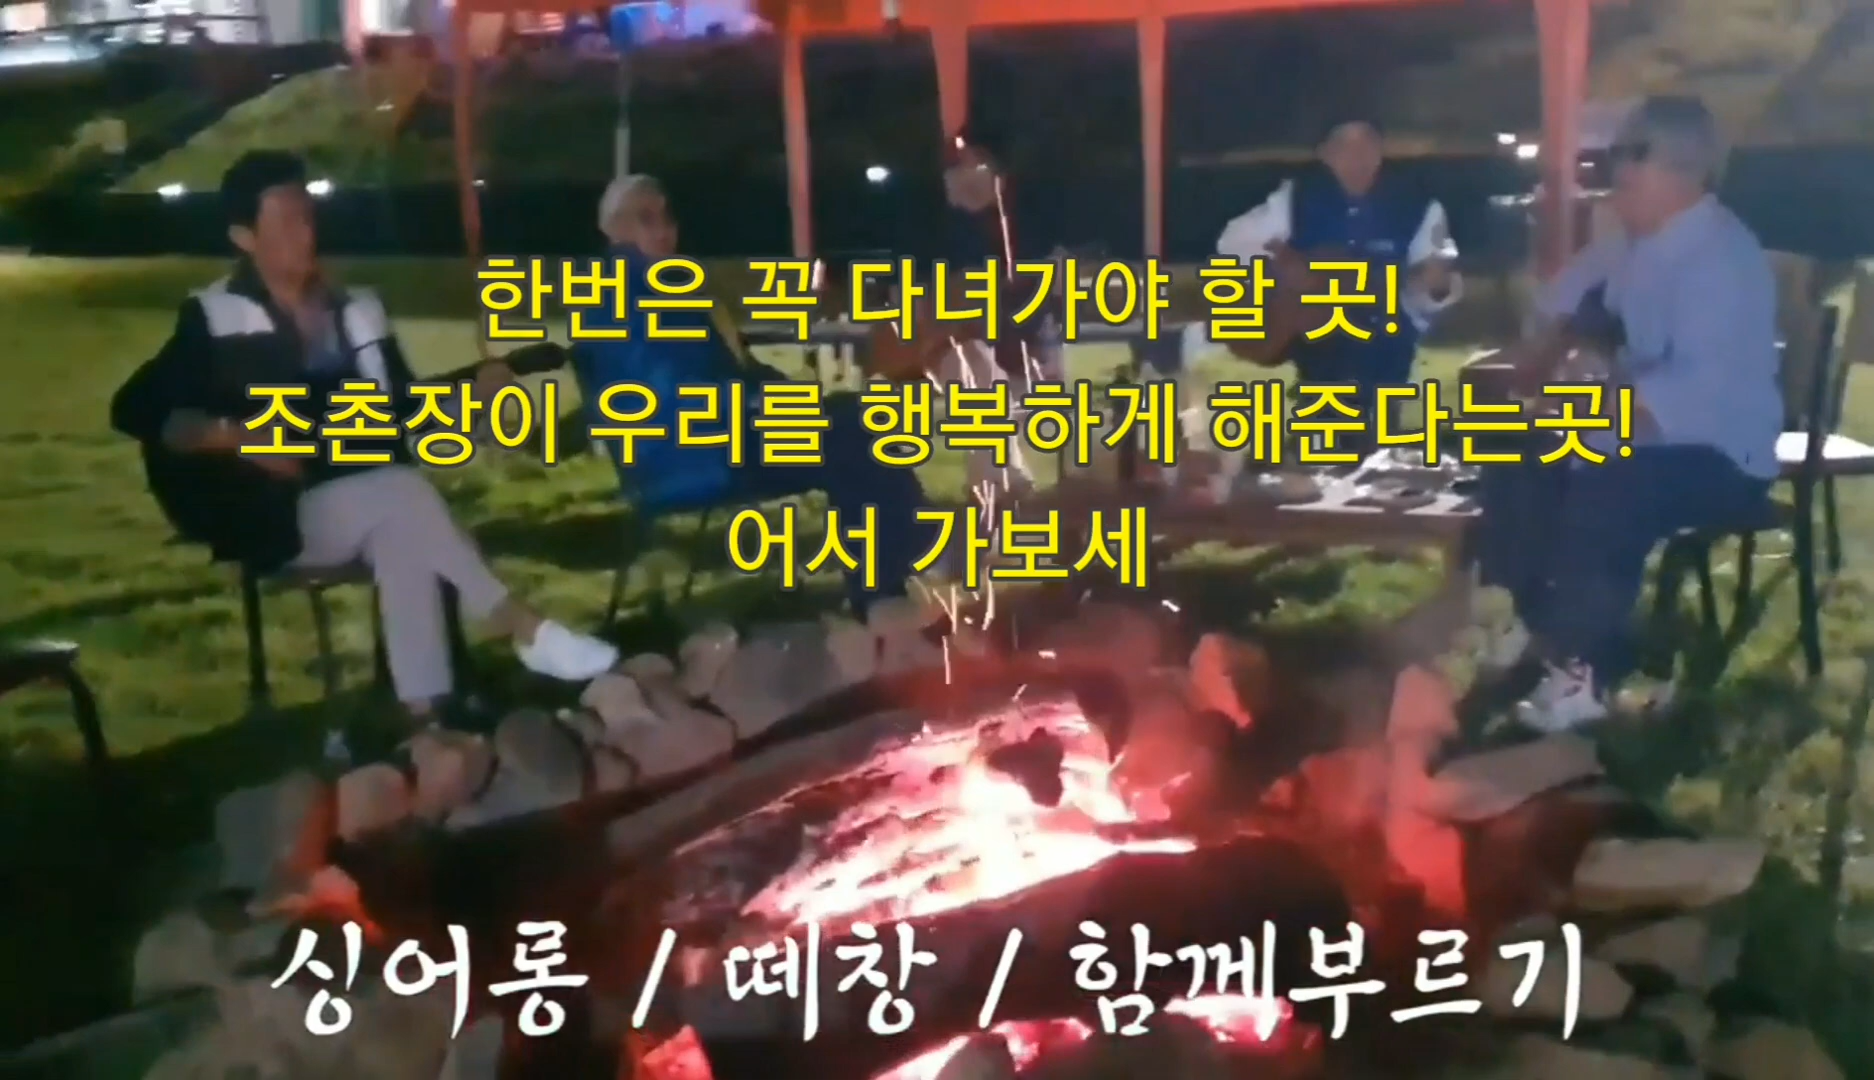 한번은 꼭 다녀가야 할 곳!
조촌장이 우리를 행복하게 해준다는곳!
어서 가보세
싱어롱 / 떼창 / 함께부르기